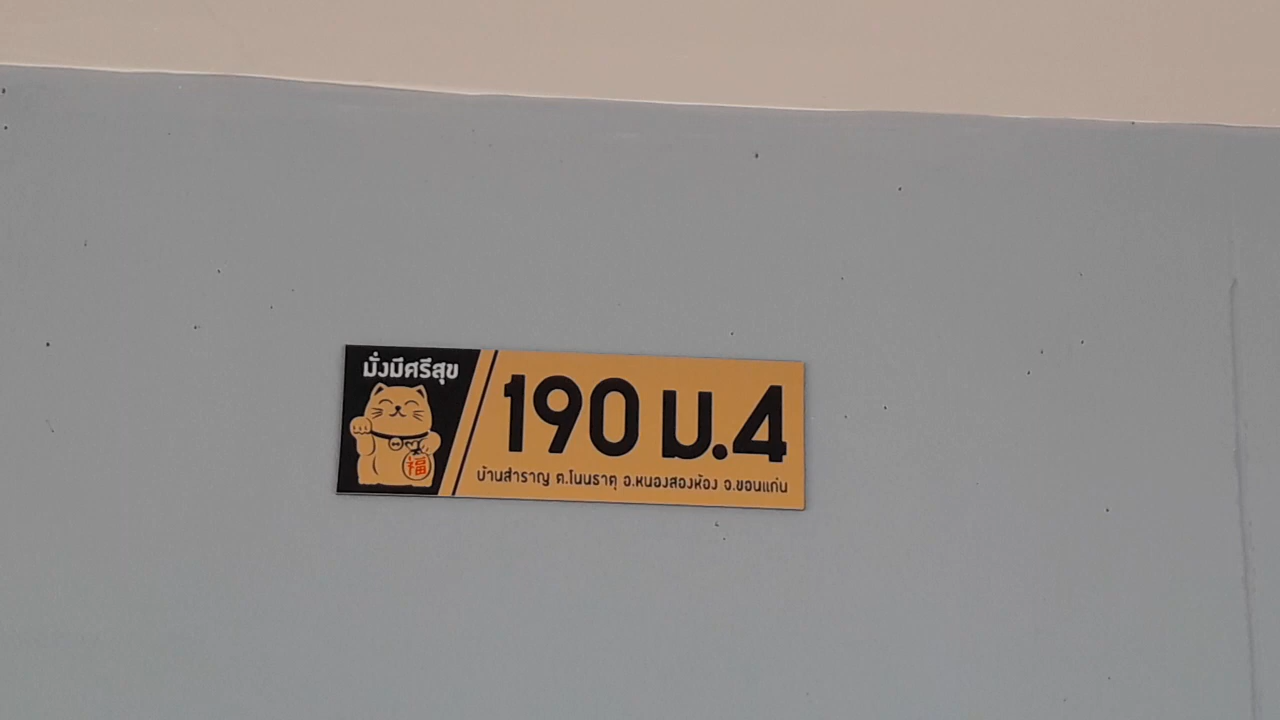 มั่งมีศรีสุข
190 ม.4
福
บ้านสำราญ ต.โนนธาตุ อ.หนองสองห้อง จ.ขอนแก่น